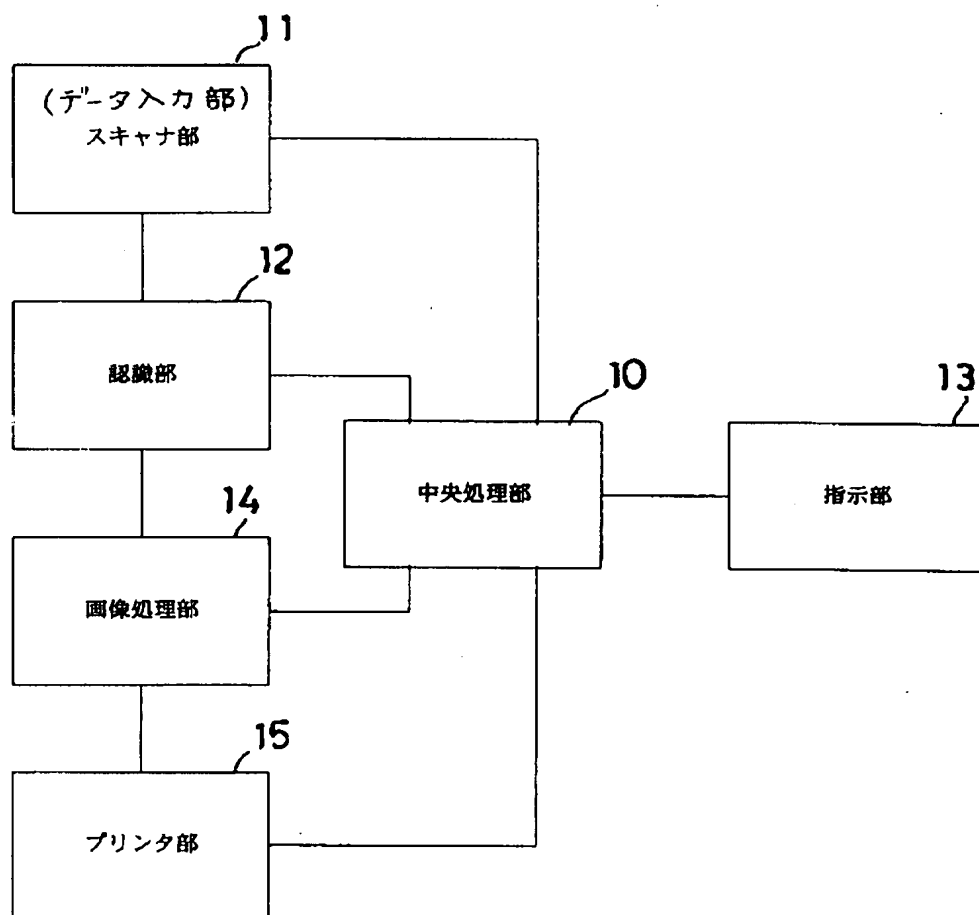 11
(データ入力部)
スキャナ部
12
認識部
10
13
中央処理部
指示部
14
画像処理部
15
プリンタ部